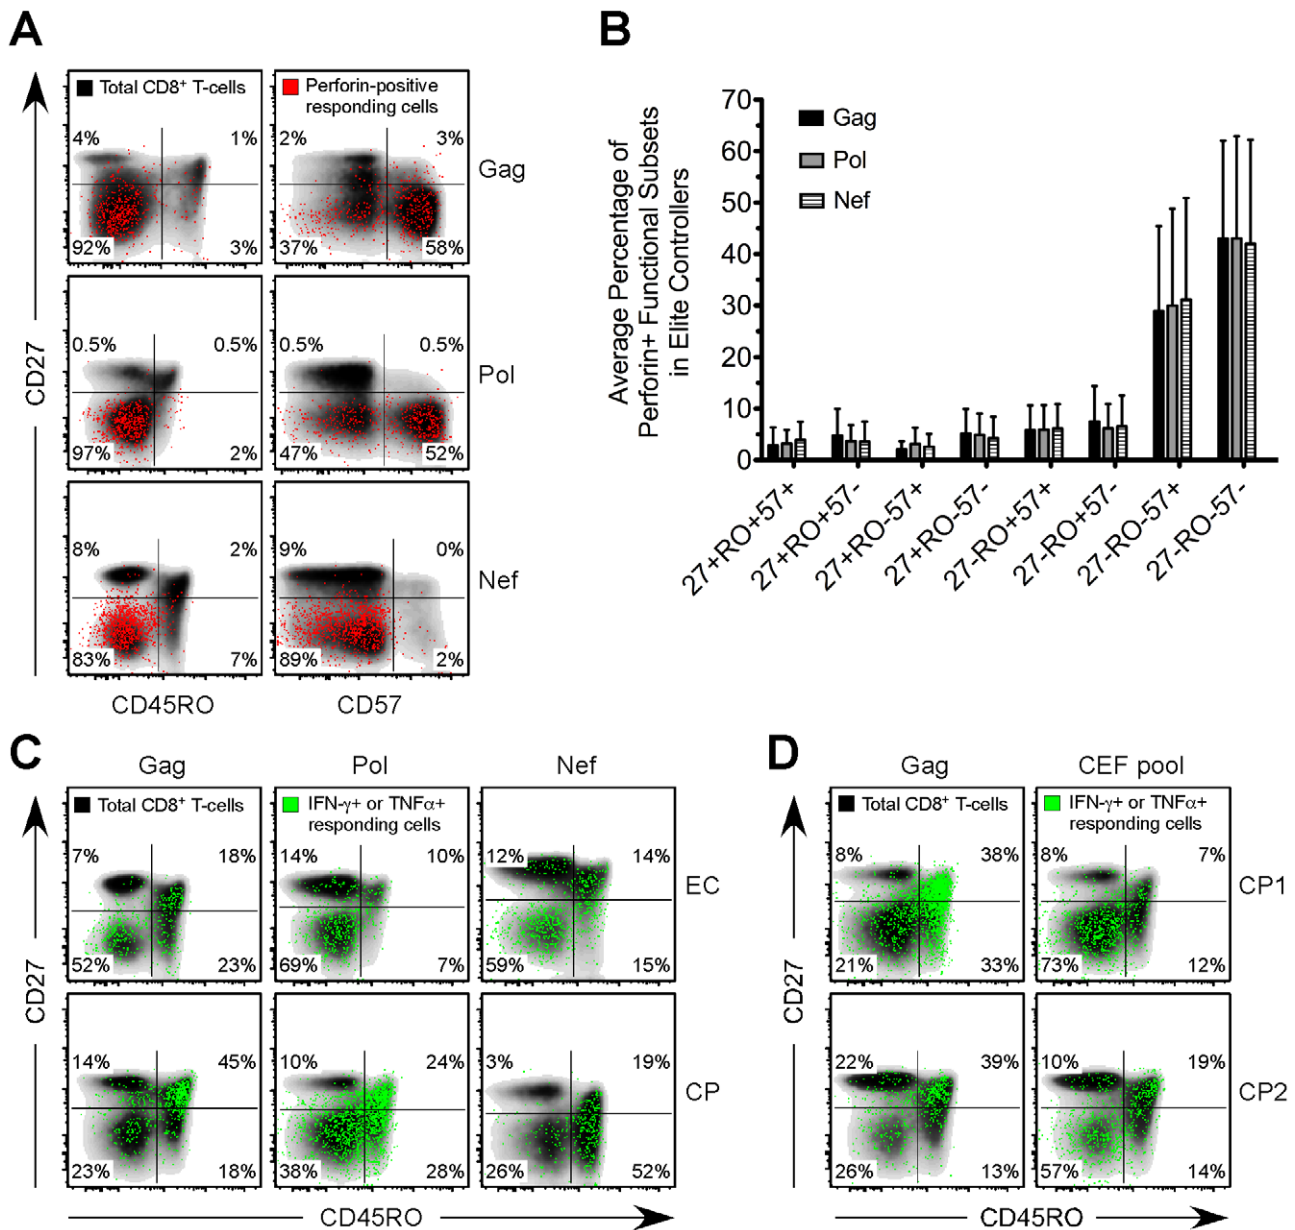 A
Total CD8+ T-cells
4%
1%
92%
3%
Perforin-positive
responding cells
2%
3%
37%
58%
Gag
0.5%
0.5%
97%
2%
0.5%
0.5%
47%
52%
Pol
8%
2%
83%
7%
9%
0%
89%
2%
Nef
CD27
CD45RO
CD57
B
Average Percentage of
Perforin+ Functional Subsets
in Elite Controllers
70
60
50
40
30
20
10
0
Gag
Pol
Nef
27+RO+57+
27+RO+57-
27+RO-57+
27+RO-57-
27-RO+57+
27-RO+57-
27-RO-57+
27-RO-57-
C
Gag
Pol
Nef
Total CD8+ T-cells
7%
18%
52%
23%
IFN-γ+ or TNFα+
responding cells
14%
10%
69%
7%
12%
14%
59%
15%
EC
14%
45%
23%
18%
10%
24%
38%
28%
3%
19%
26%
52%
CP
CD27
CD45RO
D
Gag
CEF pool
Total CD8+ T-cells
8%
38%
21%
33%
IFN-γ+ or TNFα+
responding cells
8%
7%
73%
12%
CP1
22%
39%
26%
13%
10%
19%
57%
14%
CP2
CD27
CD45RO